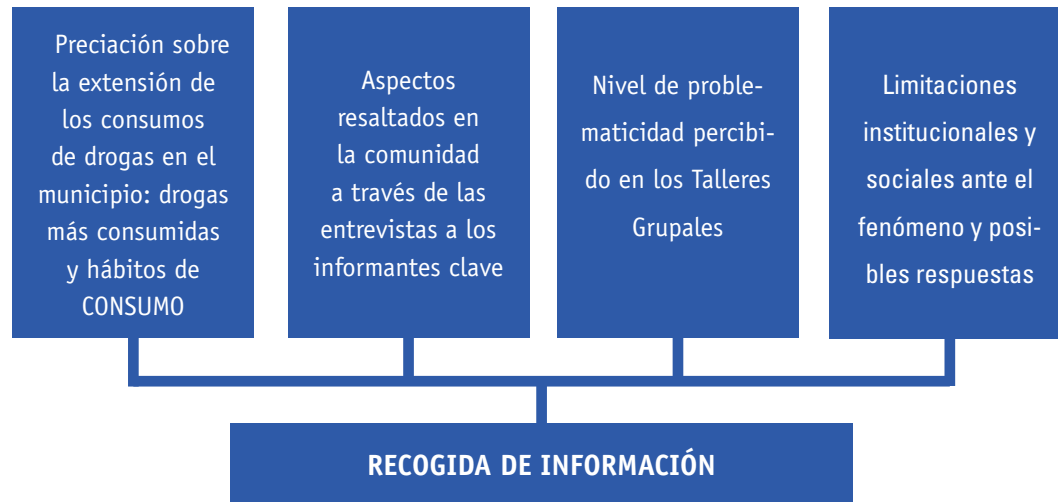 Preciación sobre
la extensión de
los consumos
de drogas en el
municipio: drogas
más consumidas
y hábitos de
CONSUMO
Aspectos
resaltados en
la comunidad
a través de las
entrevistas a los
informantes clave
Nivel de proble-
maticidad percibi-
do en los Talleres
Grupales
Limitaciones
institucionales y
sociales ante el
fenómeno y posi-
bles respuestas
RECOGIDA DE INFORMACIÓN